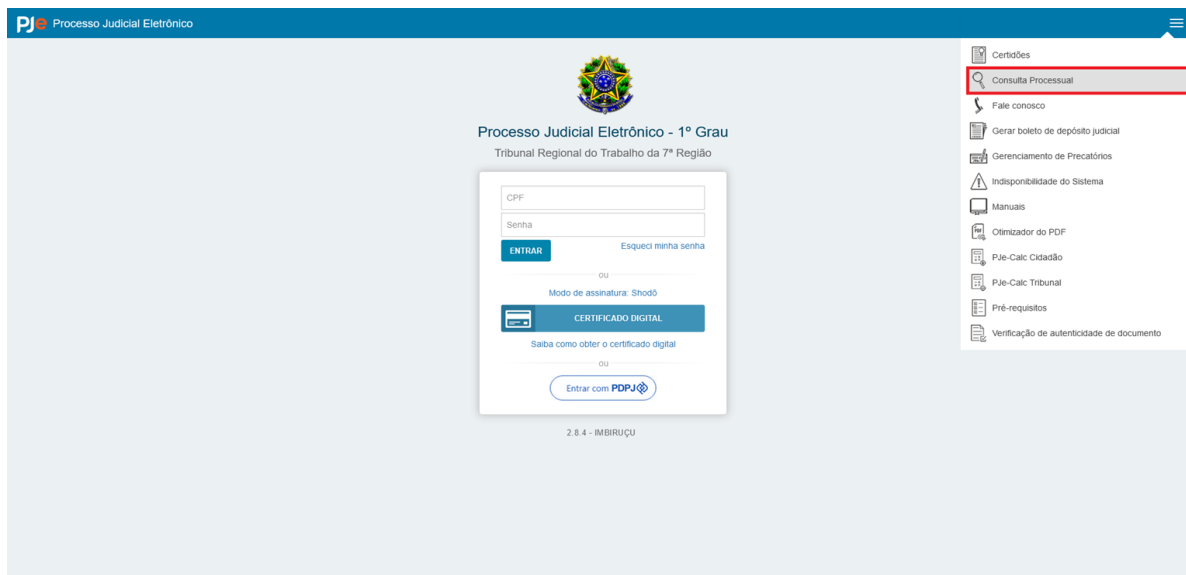 PJe Processo Judicial Eletrônico
Processo Judicial Eletrônico - 1º Grau
Tribunal Regional do Trabalho da 7ª Região
CPF
Senha
ENTRAR
Esqueci minha senha
ou
Modo de assinatura: Shodô
CERTIFICADO DIGITAL
Saiba como obter o certificado digital
ou
Entrar com PDPJ
2.8.4 - IMBIRUÇU
Certidões
Consulta Processual
Fale conosco
Gerar boleto de depósito judicial
Gerenciamento de Precatórios
Indisponibilidade do Sistema
Manuais
Otimizador do PDF
PJe-Calc Cidadão
PJe-Calc Tribunal
Pré-requisitos
Verificação de autenticidade de documento